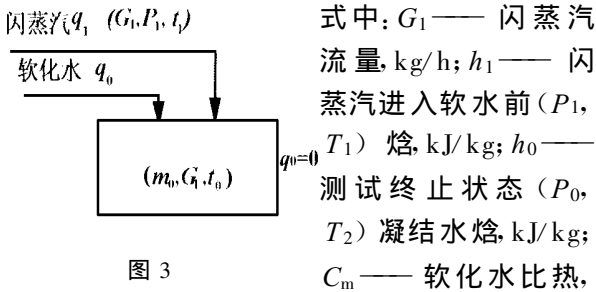 闪蒸汽q₁ (G₁,P₁,t₁)
软化水 q₀
(m₀,G₁,t₀)
q₀=0
图 3
式中: G₁—— 闪 蒸 汽
流 量, kg/h; h₁—— 闪
蒸汽进入软水前(P₁,
T₁) 焓, kJ/kg; h₀——
测 试 终 止 状 态 (P₀,
T₂) 凝结水焓, kJ/kg;
Cₘ—— 软化水比热,